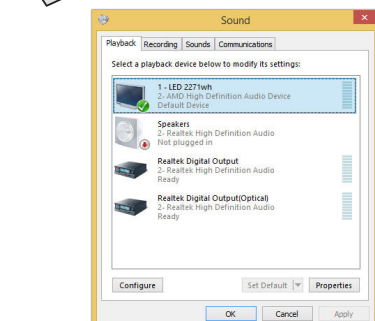 Sound
Playback Recording Sounds Communications
Select a playback device below to modify its settings:
1 - LED 2271wh
2- AMD High Definition Audio Device
Default Device
Speakers
2- Realtek High Definition Audio
Not plugged in
Realtek Digital Output
2- Realtek High Definition Audio
Ready
Realtek Digital Output(Optical)
2- Realtek High Definition Audio
Ready
Configure Set Default Properties
OK Cancel Apply